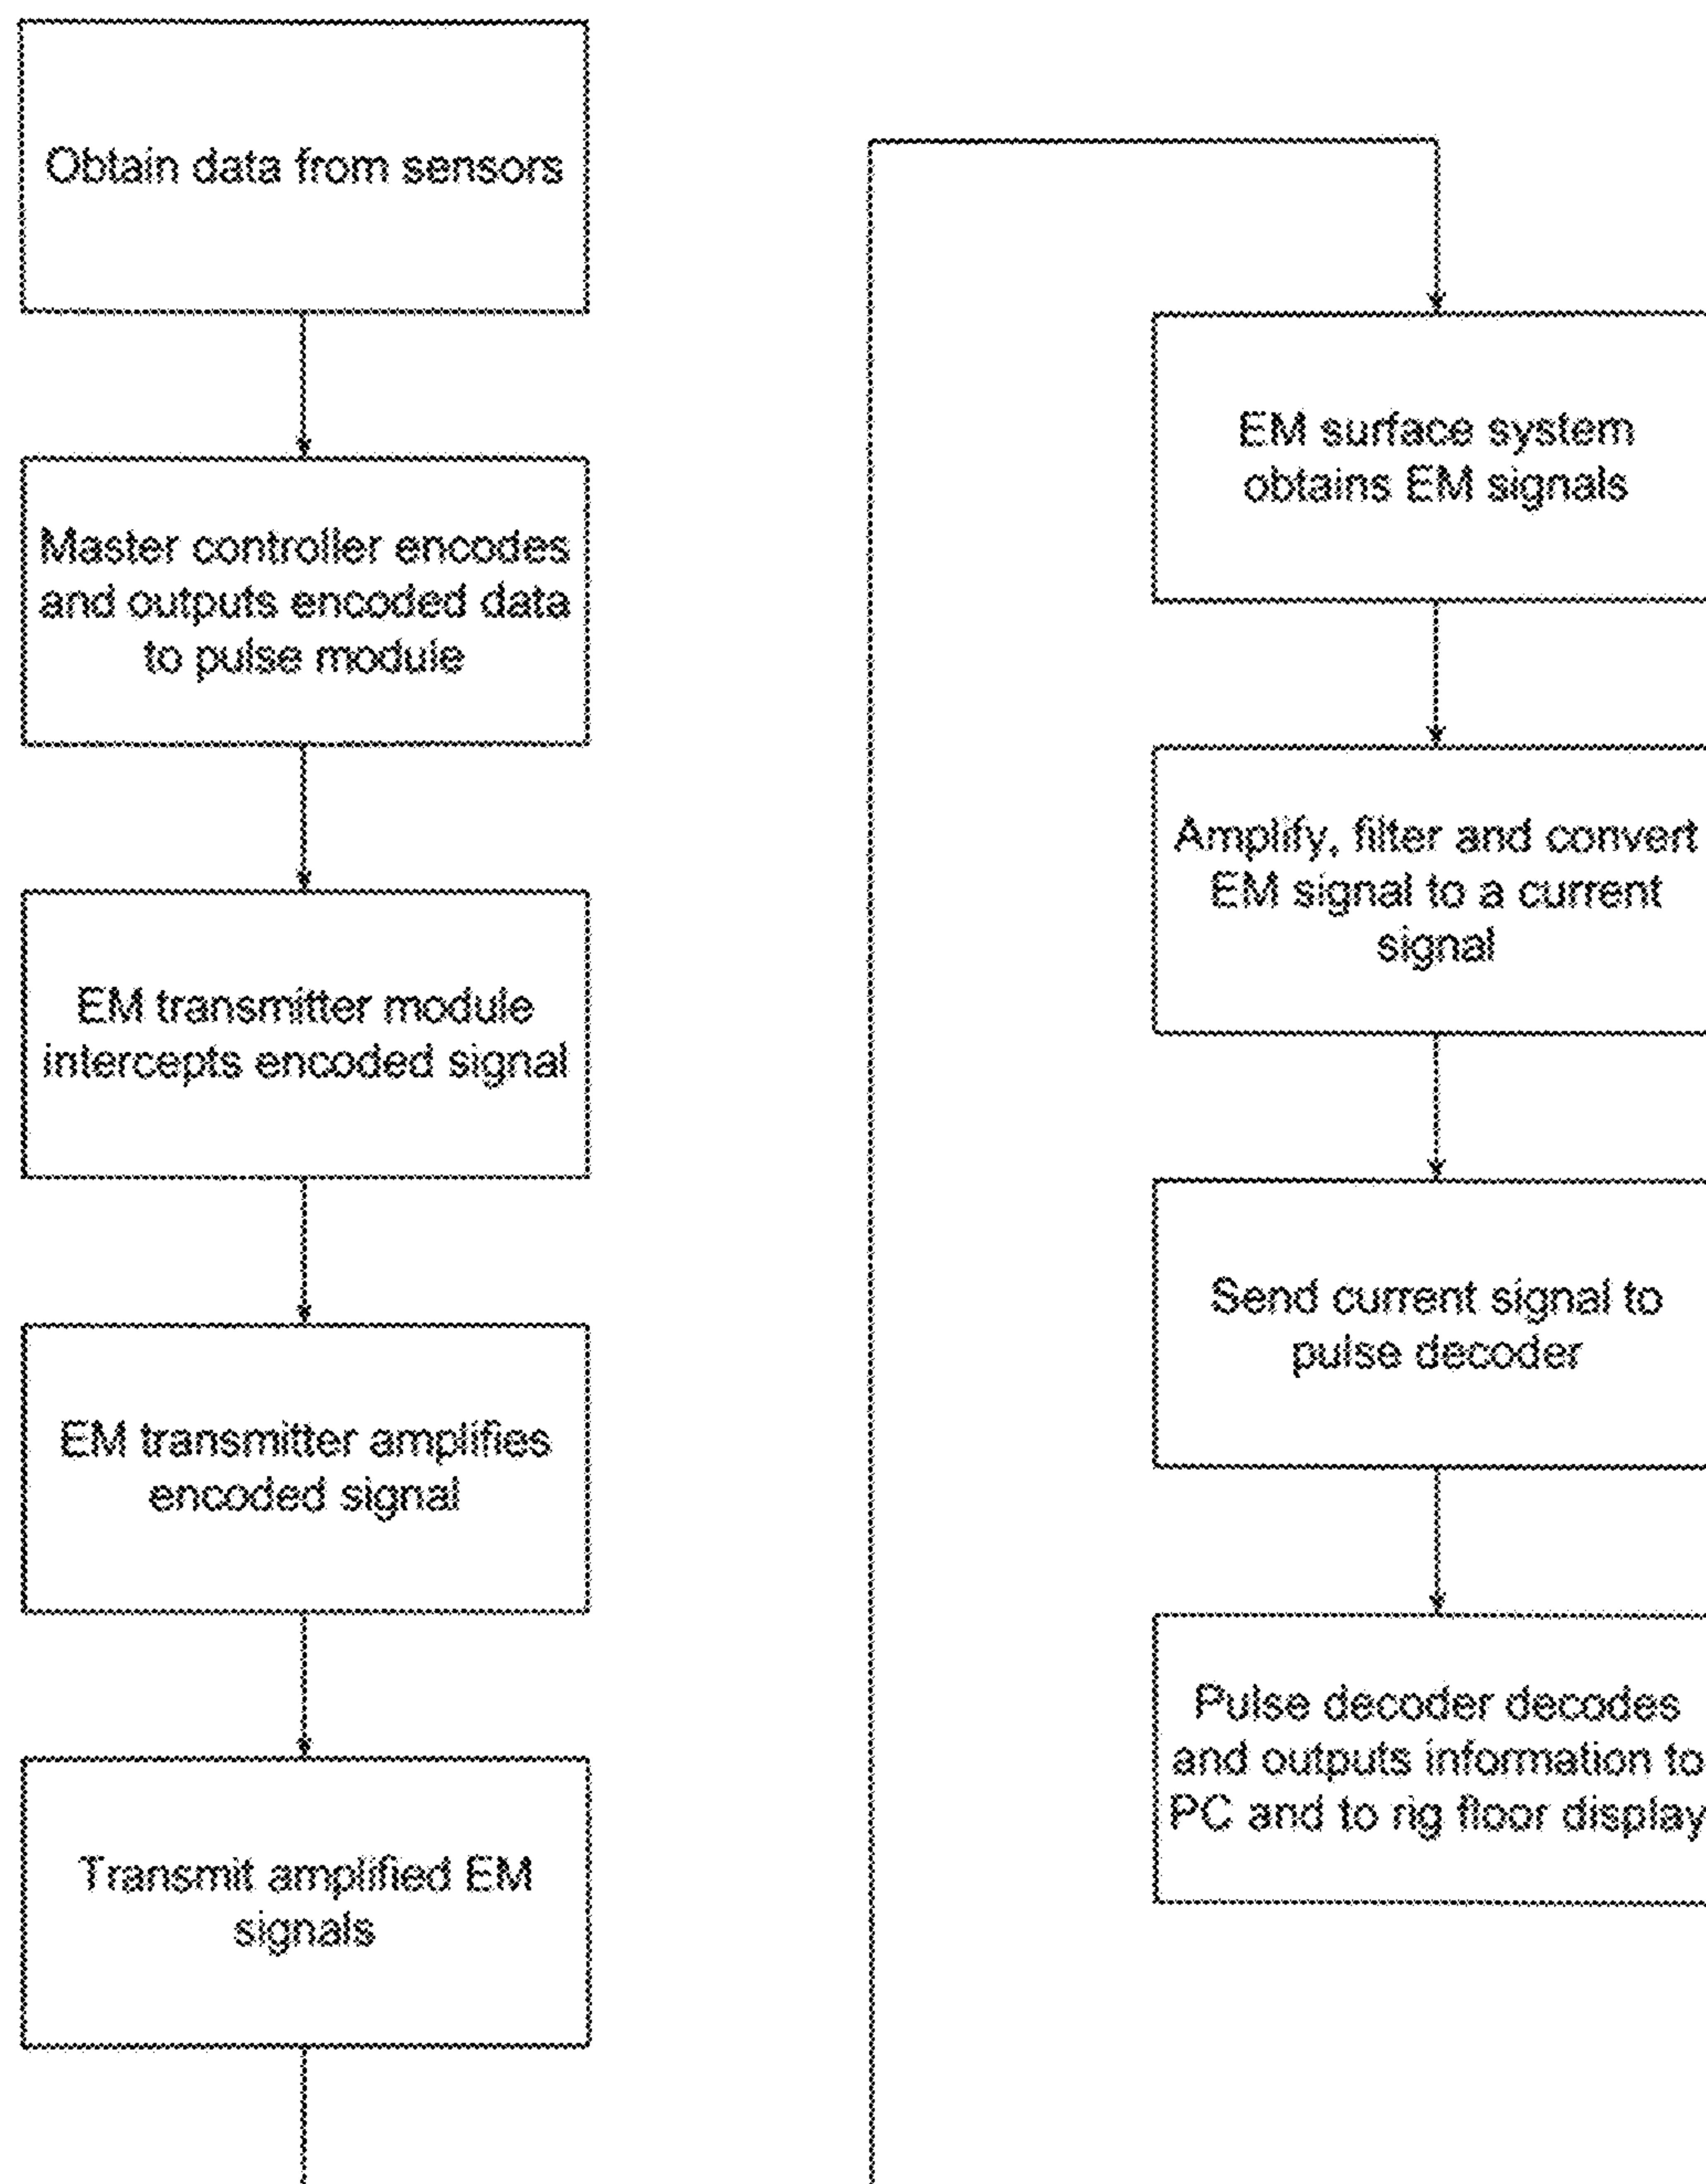 Obtain data from sensors
Master controller encodes
and outputs encoded data
to pulse module
EM transmitter module
intercepts encoded signal
EM transmitter amplifies
encoded signal
Transmit amplified EM
signals
EM surface system
obtains EM signals
Amplify, filter and convert
EM signal to a current
signal
Send current signal to
pulse decoder
Pulse decoder decodes
and outputs information to
PC and to rig floor display